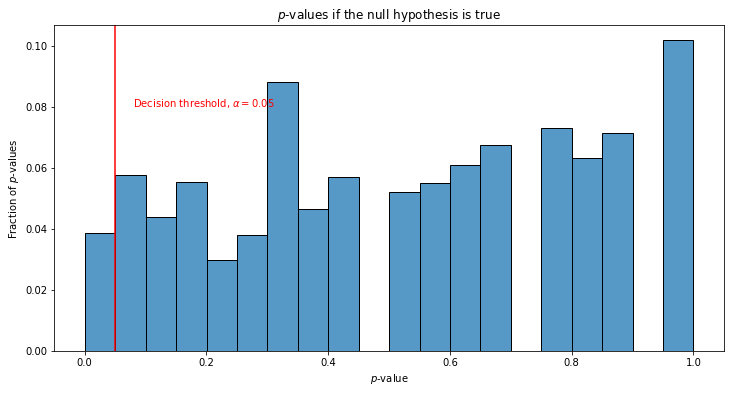 p-values if the null hypothesis is true
0.10
0.08
0.06
0.04
0.02
0.00
Fraction of p-values
Decision threshold, α = 0.05
0.0 0.2 0.4 0.6 0.8 1.0
p-value